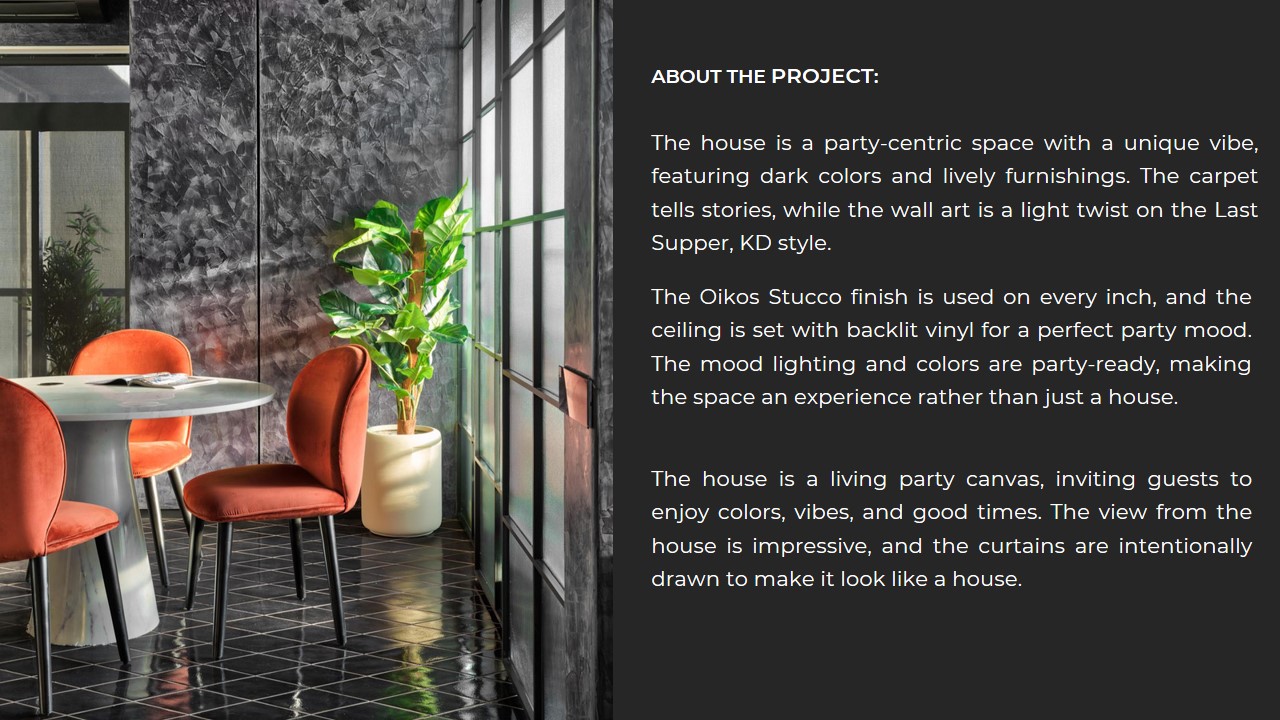 ABOUT THE PROJECT:
The house is a party-centric space with a unique vibe,
featuring dark colors and lively furnishings. The carpet
tells stories, while the wall art is a light twist on the Last
Supper, KD style.
The Oikos Stucco finish is used on every inch, and the
ceiling is set with backlit vinyl for a perfect party mood.
The mood lighting and colors are party-ready, making
the space an experience rather than just a house.
The house is a living party canvas, inviting guests to
enjoy colors, vibes, and good times. The view from the
house is impressive, and the curtains are intentionally
drawn to make it look like a house.